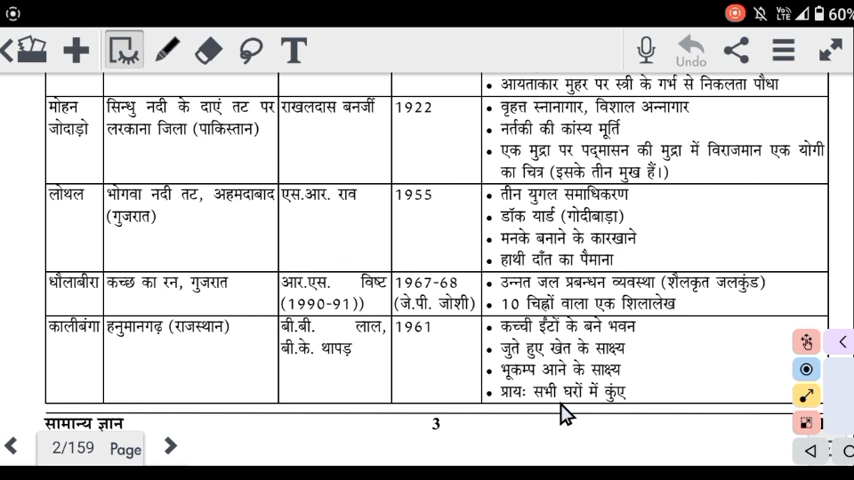 Vo))
LTE
60%
T
Undo
आयताकार मुहर पर स्त्री के गर्भ से निकलता पौधा
मोहन
जोदाड़ो
सिन्धु नदी के दाएं तट पर
लरकाना जिला (पाकिस्तान)
राखलदास बनर्जी
1922
• वृहत्त स्नानागार, विशाल अन्नागार
• नर्तकी की कांस्य मूर्ति
• एक मुद्रा पर पद्मासन की मुद्रा में विराजमान एक योगी
का चित्र (इसके तीन मुख हैं।)
लोथल
भोगवा नदी तट, अहमदाबाद
(गुजरात)
एस.आर. राव
1955
• तीन युगल समाधिकरण
• डॉक यार्ड (गोदीबाड़ा)
• मनके बनाने के कारखाने
• हाथी दाँत का पैमाना
धौलाबीरा
कच्छ का रन, गुजरात
आर.एस. विष्ट
(1990-91))
1967-68
(जे.पी. जोशी)
• उन्नत जल प्रबन्धन व्यवस्था (शैलकृत जलकुंड)
• 10 चिह्नों वाला एक शिलालेख
कालीबंगा
हनुमानगढ़ (राजस्थान)
बी.बी. लाल,
बी.के. थापड़
1961
• कच्ची ईंटों के बने भवन
• जुते हुए खेत के साक्ष्य
• भूकम्प आने के साक्ष्य
• प्रायः सभी घरों में कुंए
सामान्य ज्ञान
3
2/159 Page